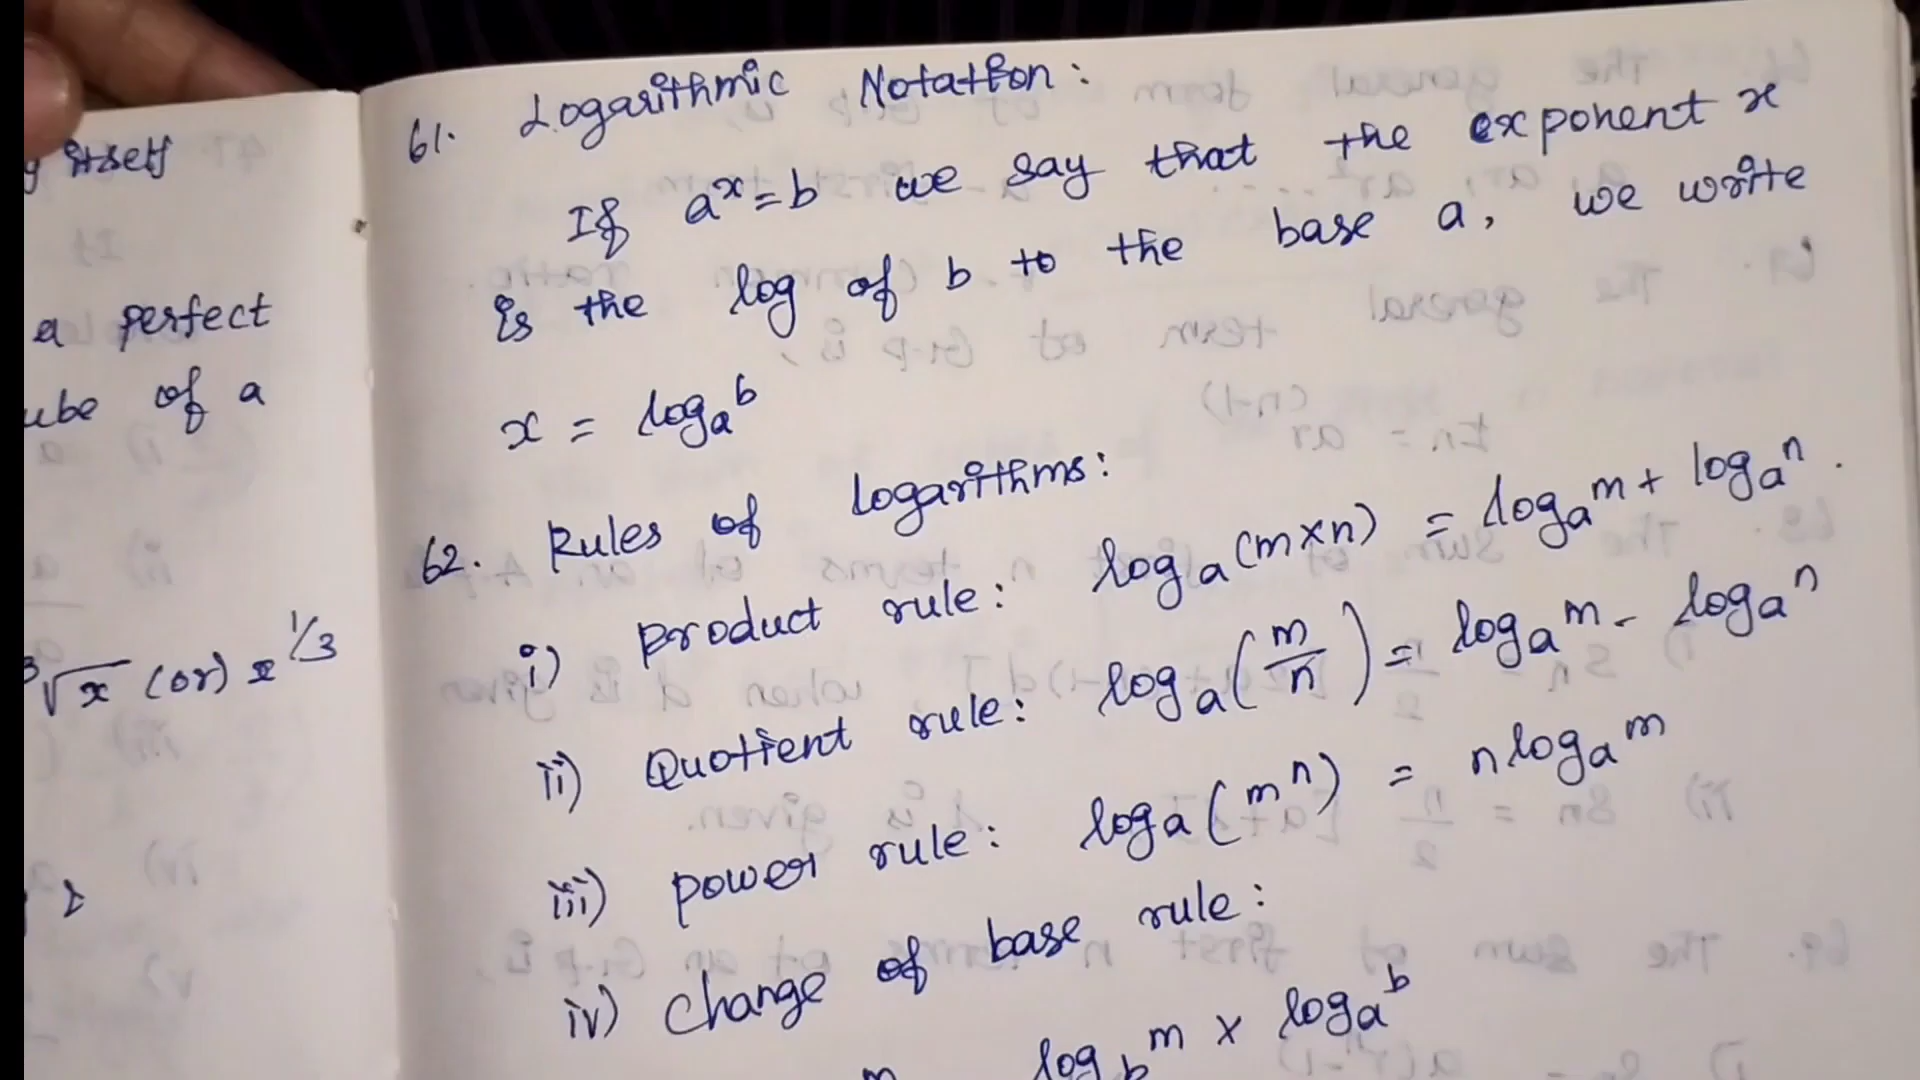 itself
a perfect
ube of a
³√x (or) x^1/3
61. Logarithmic Notation:
If a^x = b we say that the exponent x
is the log of b to the base a, we write
x = log_a^b
62. Rules of logarithms:
i) product rule: log_a (m×n) = log_a^m + log_a^n.
ii) Quotient rule: log_a (m/n) = log_a^m - log_a^n
iii) power rule: log_a (m^n) = n log_a^m
iv) change of base rule:
m log_b^m × log_a^b